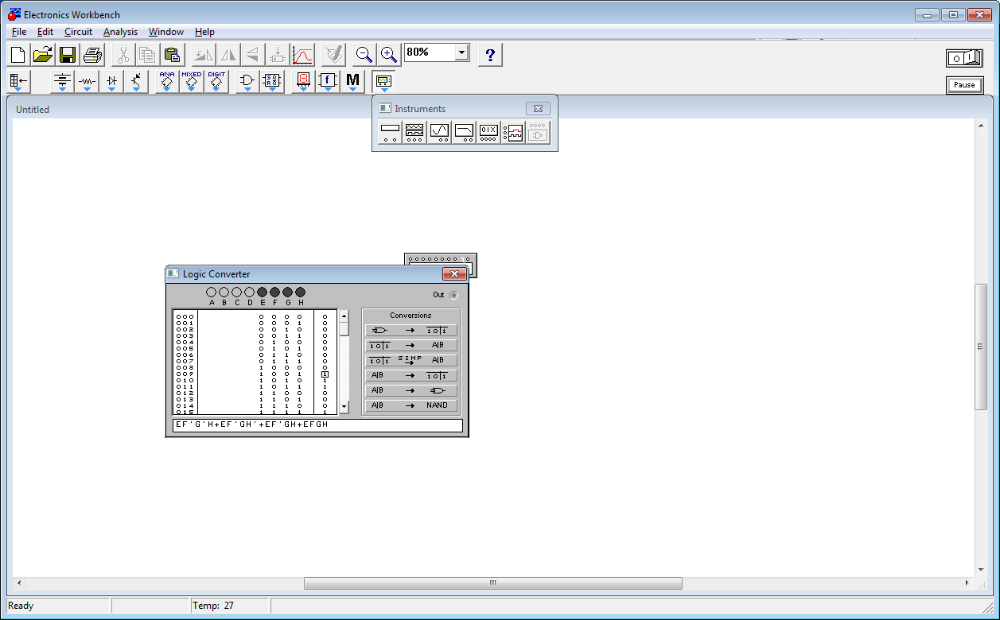 Electronics Workbench
File Edit Circuit Analysis Window Help
80% ?
O I
ANA MIXED DIGIT
S Q
R Q
f M
Pause
Untitled
Instruments
0 1 X
Logic Converter
Out
A B C D E F G H
Conversions
000 0 0 0 0 0
001 0 0 0 1 0
002 0 0 1 0 0
003 0 0 1 1 0
004 0 1 0 0 0
005 0 1 0 1 0
006 0 1 1 0 0
007 0 1 1 1 0
008 1 0 0 0 0
009 1 0 0 1 1
010 1 0 1 0 1
011 1 0 1 1 1
012 1 1 0 0 0
013 1 1 0 1 0
014 1 1 1 0 0
015 1 1 1 1 1
→ 1 0 1
1 0 1 → A|B
1 0 1 SIMP → A|B
A|B → 1 0 1
A|B →
A|B → NAND
EF'G'H+EF'GH'+EF'GH+EFGH
Ready
Temp: 27